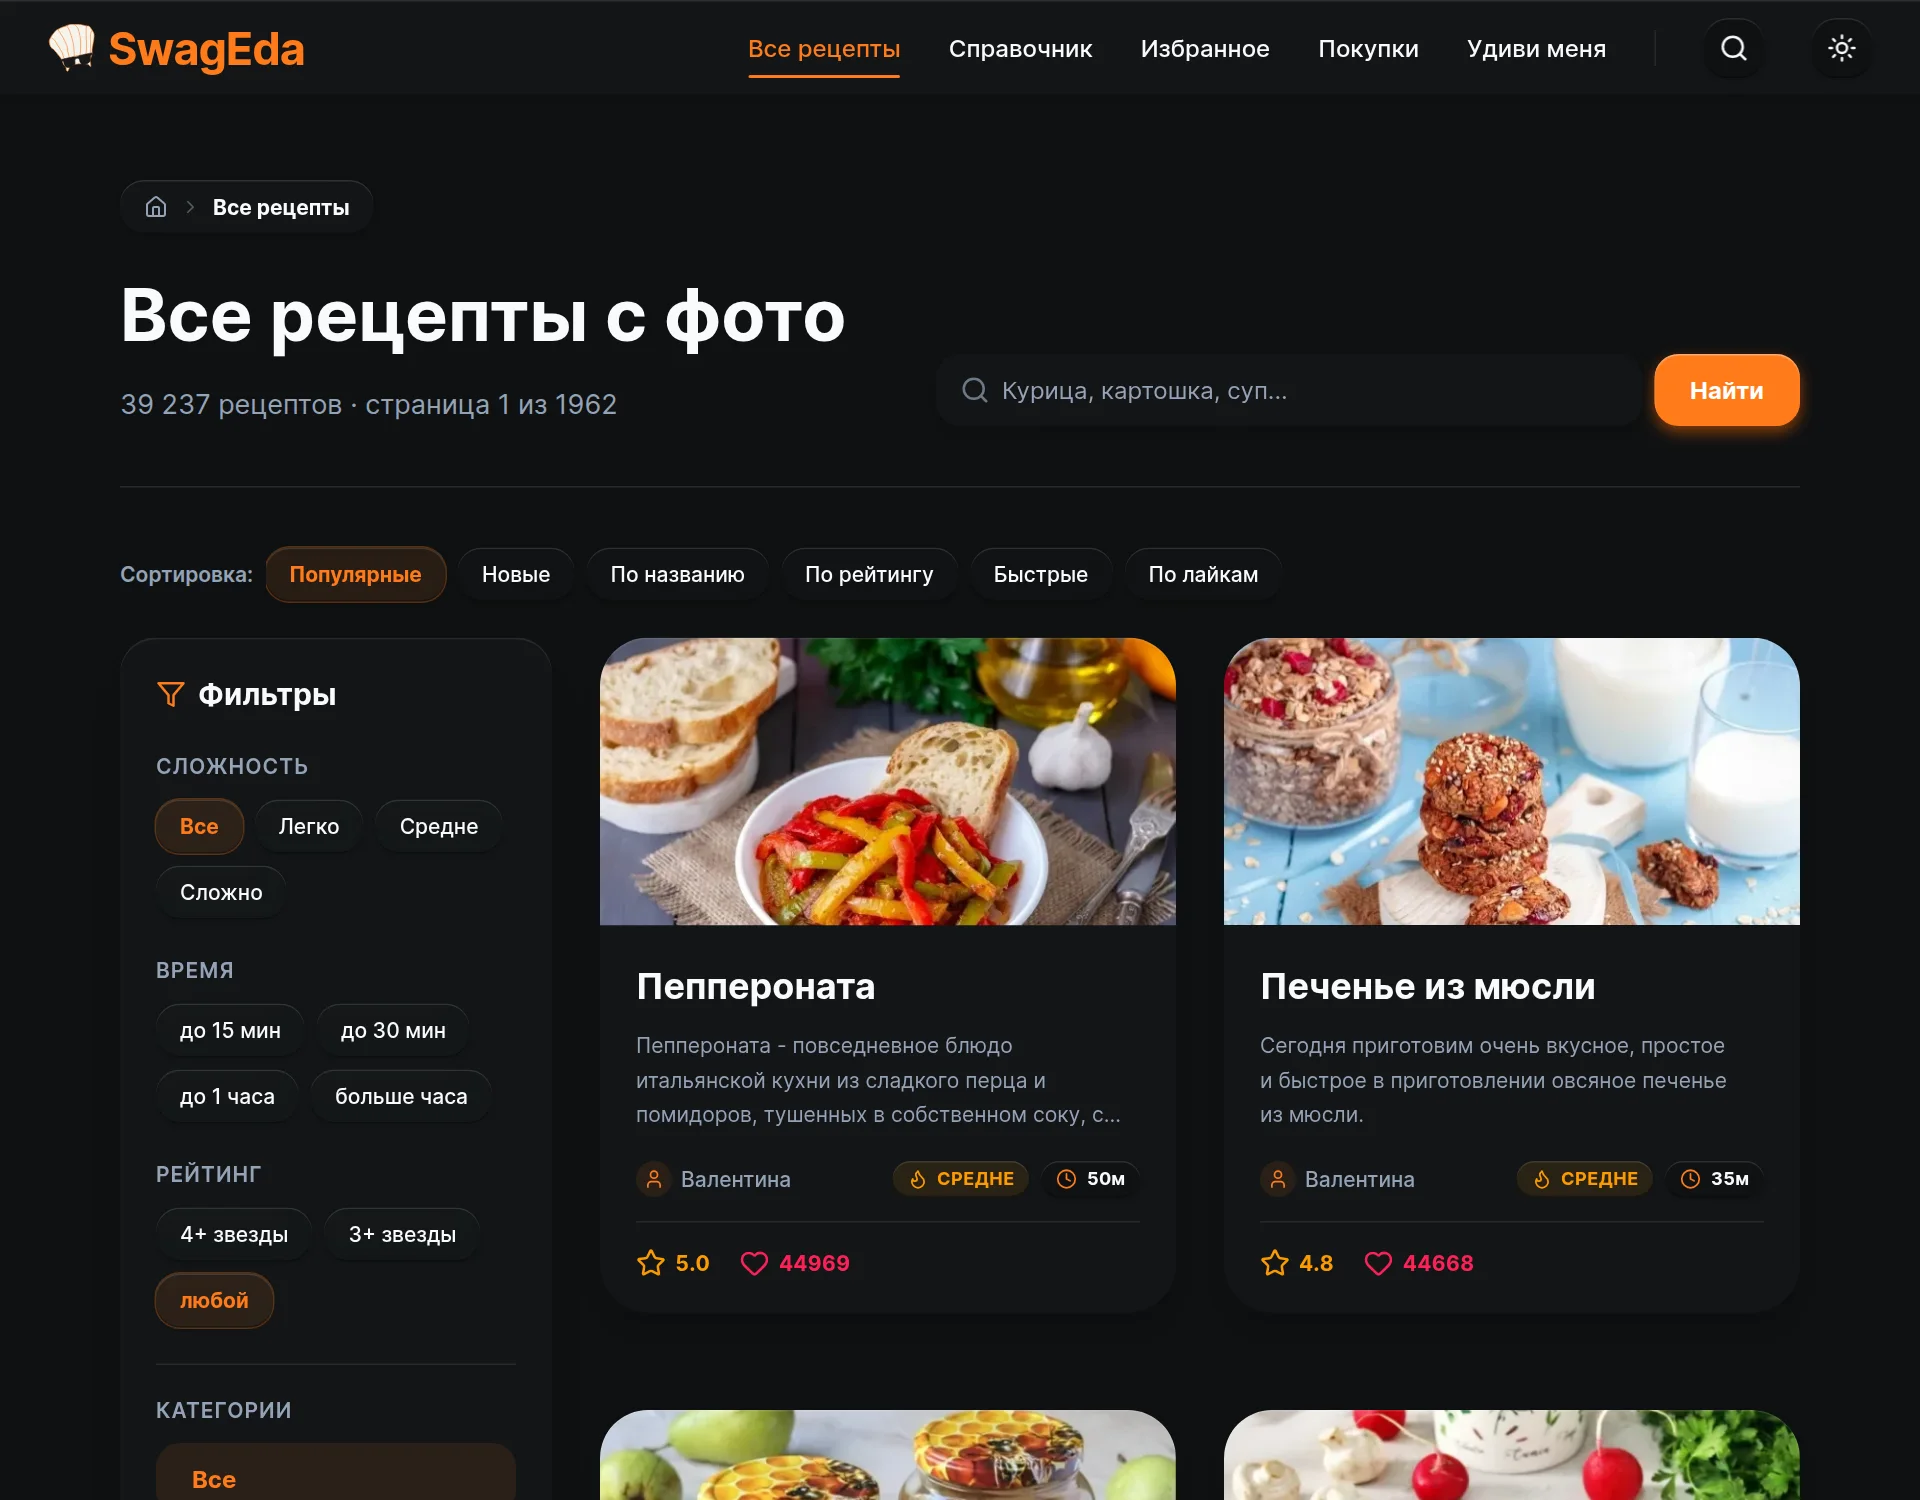 SwagEda
Все рецепты
Справочник
Избранное
Покупки
Удиви меня
Все рецепты
Все рецепты с фото
39 237 рецептов · страница 1 из 1962
Курица, картошка, суп...
Найти
Сортировка:
Популярные
Новые
По названию
По рейтингу
Быстрые
По лайкам
Фильтры
СЛОЖНОСТЬ
Все
Легко
Средне
Сложно
ВРЕМЯ
до 15 мин
до 30 мин
до 1 часа
больше часа
РЕЙТИНГ
4+ звезды
3+ звезды
любой
КАТЕГОРИИ
Все
Пепперoната
Пепперoната - повседневное блюдо
итальянской кухни из сладкого перца и
помидоров, тушенных в собственном соку, с...
Валентина
СРЕДНЕ
50м
5.0
44969
Печенье из мюсли
Сегодня приготовим очень вкусное, простое
и быстрое в приготовлении овсяное печенье
из мюсли.
Валентина
СРЕДНЕ
35м
4.8
44668